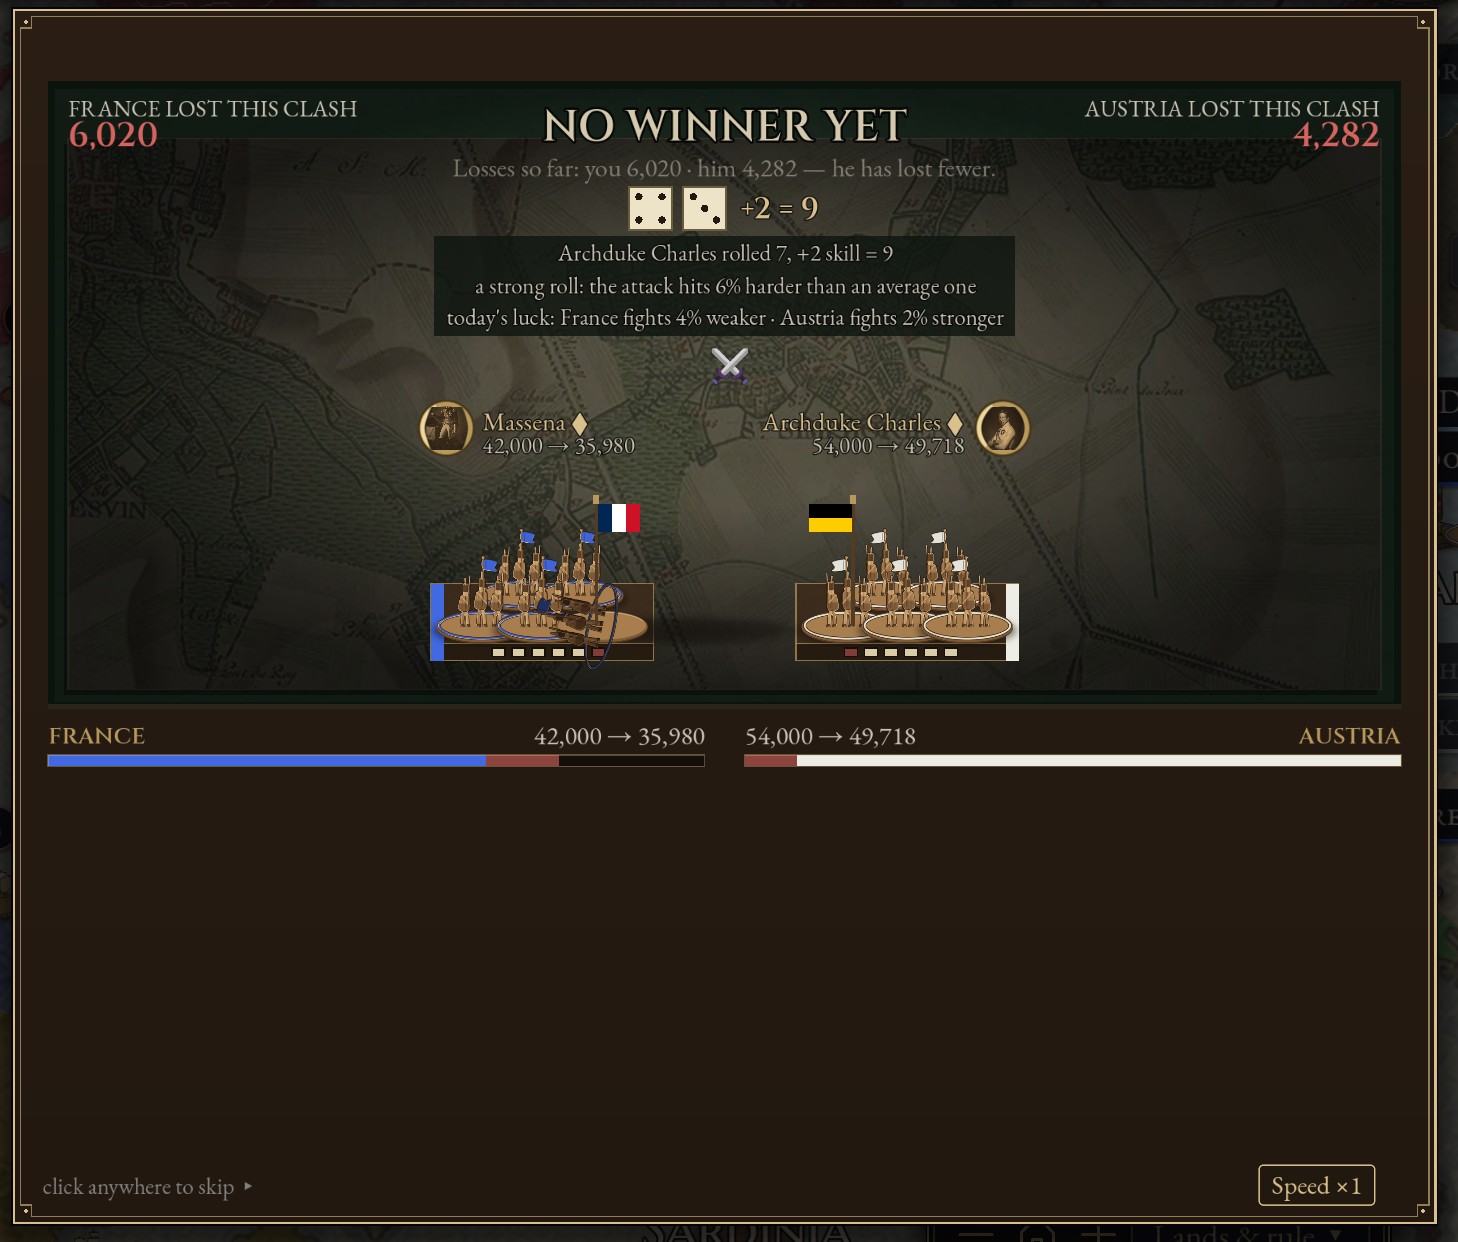 FRANCE LOST THIS CLASH
6,020
NO WINNER YET
AUSTRIA LOST THIS CLASH
4,282
Losses so far: you 6,020 · him 4,282 — he has lost fewer.
+2 = 9
Archduke Charles rolled 7, +2 skill = 9
a strong roll: the attack hits 6% harder than an average one
today's luck: France fights 4% weaker · Austria fights 2% stronger
Massena
42,000 → 35,980
Archduke Charles
54,000 → 49,718
FRANCE
42,000 → 35,980
54,000 → 49,718
AUSTRIA
click anywhere to skip ▸
Speed ×1
SARDINIA
Lands & rule ▾